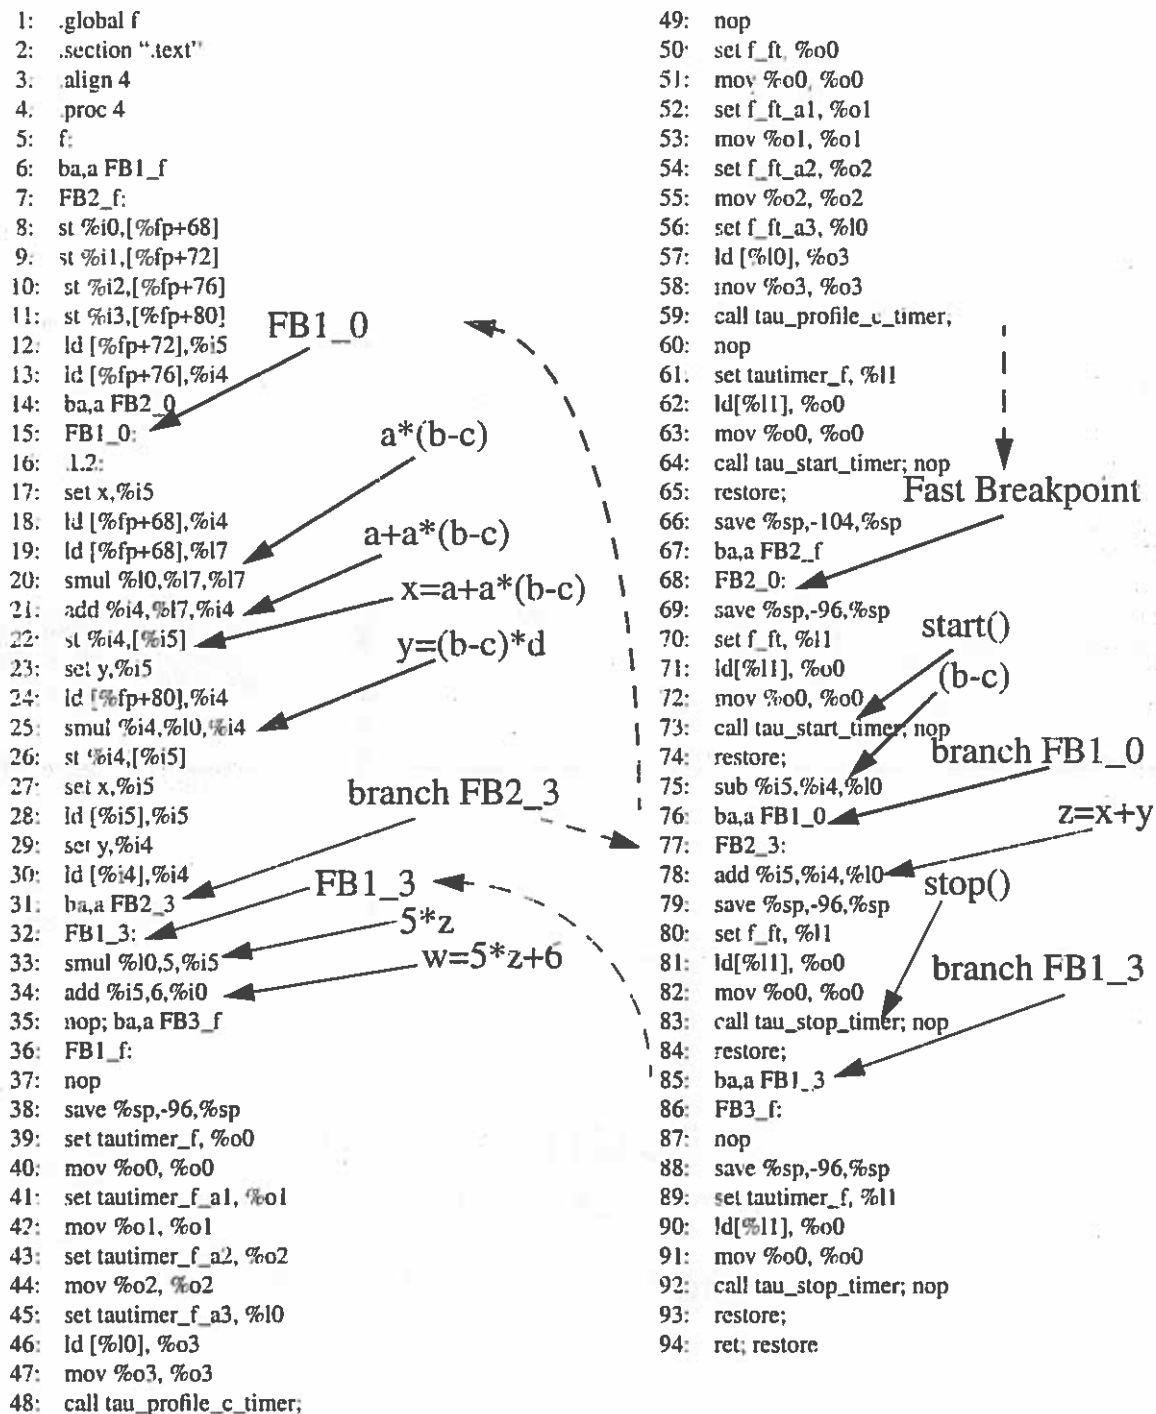 1: .global f
2: .section ".text"
3: .align 4
4: .proc 4
5: f:
6: ba,a FB1_f
7: FB2_f:
8: st %i0,[%fp+68]
9: st %i1,[%fp+72]
10: st %i2,[%fp+76]
11: st %i3,[%fp+80]
12: ld [%fp+72],%i5
13: ld [%fp+76],%i4
14: ba,a FB2_0
15: FB1_0:
16: .L2:
17: set x,%i5
18: ld [%fp+68],%i4
19: ld [%fp+68],%l7
20: smul %l0,%l7,%l7
21: add %i4,%l7,%i4
22: st %i4,[%i5]
23: set y,%i5
24: ld [%fp+80],%i4
25: smul %i4,%l0,%i4
26: st %i4,[%i5]
27: set x,%i5
28: ld [%i5],%i5
29: set y,%i4
30: ld [%i4],%i4
31: ba,a FB2_3
32: FB1_3:
33: smul %l0,5,%i5
34: add %i5,6,%i0
35: nop; ba,a FB3_f
36: FB1_f:
37: nop
38: save %sp,-96,%sp
39: set tautimer_f, %o0
40: mov %o0, %o0
41: set tautimer_f_a1, %o1
42: mov %o1, %o1
43: set tautimer_f_a2, %o2
44: mov %o2, %o2
45: set tautimer_f_a3, %l0
46: ld [%l0], %o3
47: mov %o3, %o3
48: call tau_profile_c_timer;
FB1_0
a*(b-c)
a+a*(b-c)
x=a+a*(b-c)
y=(b-c)*d
branch FB2_3
FB1_3
5*z
w=5*z+6
49: nop
50: set f_ft, %o0
51: mov %o0, %o0
52: set f_ft_a1, %o1
53: mov %o1, %o1
54: set f_ft_a2, %o2
55: mov %o2, %o2
56: set f_ft_a3, %l0
57: ld [%l0], %o3
58: mov %o3, %o3
59: call tau_profile_c_timer;
60: nop
61: set tautimer_f, %l1
62: ld[%l1], %o0
63: mov %o0, %o0
64: call tau_start_timer; nop
65: restore;
66: save %sp,-104,%sp
67: ba,a FB2_f
68: FB2_0:
69: save %sp,-96,%sp
70: set f_ft, %l1
71: ld[%l1], %o0
72: mov %o0, %o0
73: call tau_start_timer; nop
74: restore;
75: sub %i5,%i4,%l0
76: ba,a FB1_0
77: FB2_3:
78: add %i5,%i4,%l0
79: save %sp,-96,%sp
80: set f_ft, %l1
81: ld[%l1], %o0
82: mov %o0, %o0
83: call tau_stop_timer; nop
84: restore;
85: ba,a FB1_3
86: FB3_f:
87: nop
88: save %sp,-96,%sp
89: set tautimer_f, %l1
90: ld[%l1], %o0
91: mov %o0, %o0
92: call tau_stop_timer; nop
93: restore;
94: ret; restore
Fast Breakpoint
start()
(b-c)
branch FB1_0
z=x+y
stop()
branch FB1_3